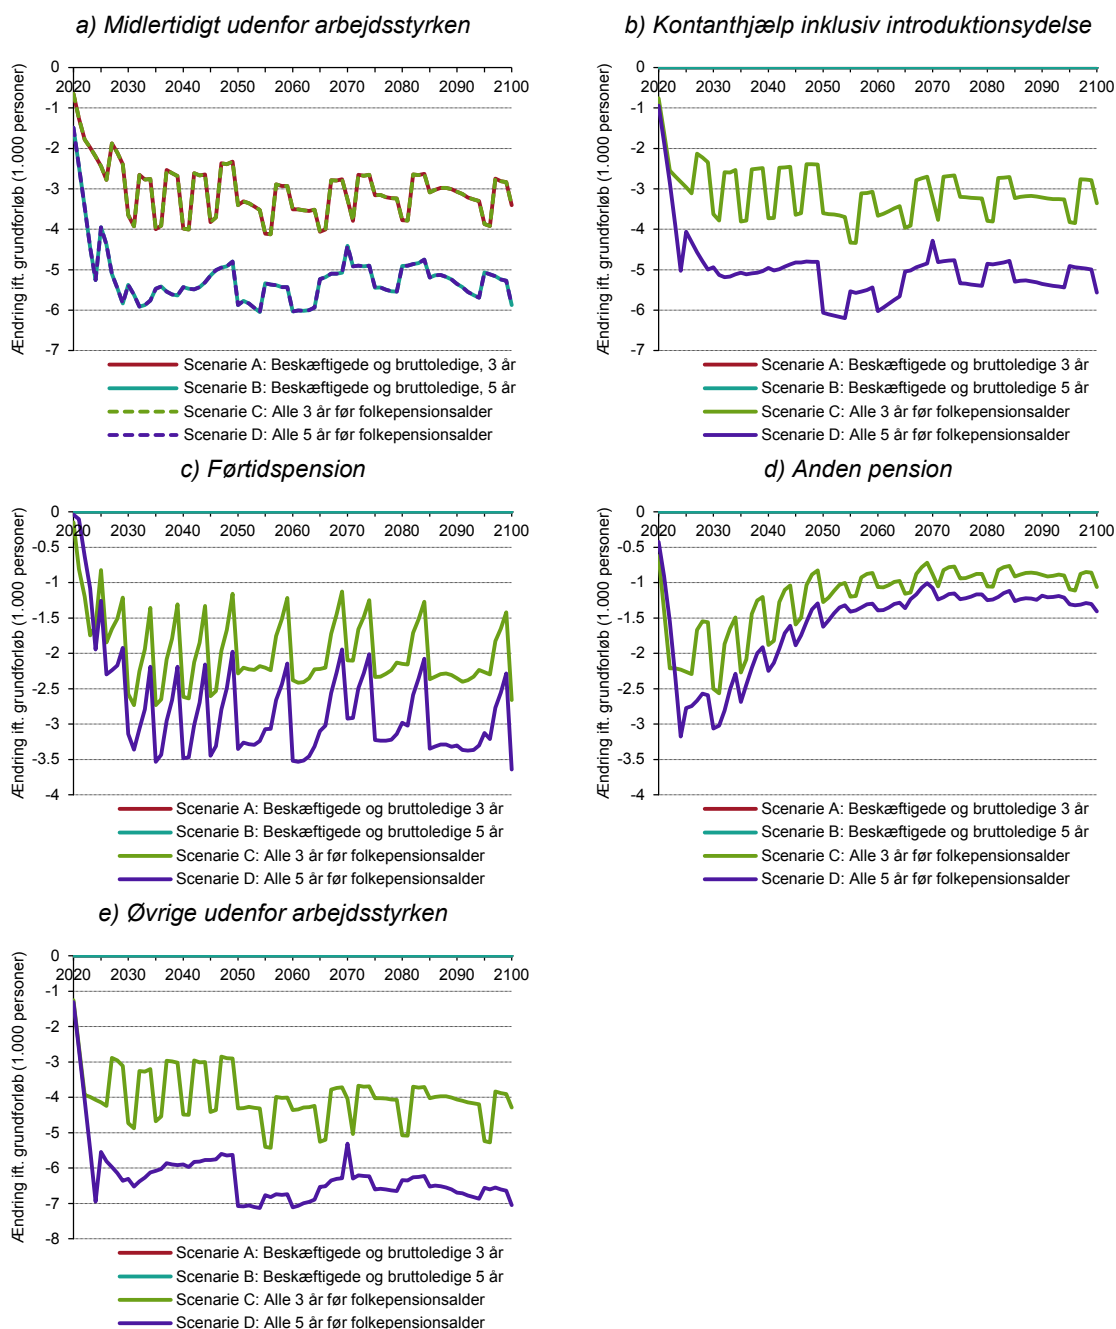 a) Midlertidigt udenfor arbejdsstyrken
Ændring ift. grundforløb (1.000 personer)
0
-1
-2
-3
-4
-5
-6
-7
2020 2030 2040 2050 2060 2070 2080 2090 2100
Scenarie A: Beskæftigede og bruttoledige, 3 år
Scenarie B: Beskæftigede og bruttoledige, 5 år
Scenarie C: Alle 3 år før folkepensionsalder
Scenarie D: Alle 5 år før folkepensionsalder
b) Kontanthjælp inklusiv introduktionsydelse
Ændring ift. grundforløb (1.000 personer)
0
-1
-2
-3
-4
-5
-6
-7
2020 2030 2040 2050 2060 2070 2080 2090 2100
Scenarie A: Beskæftigede og bruttoledige 3 år
Scenarie B: Beskæftigede og bruttoledige 5 år
Scenarie C: Alle 3 år før folkepensionsalder
Scenarie D: Alle 5 år før folkepensionsalder
c) Førtidspension
Ændring ift. grundforløb (1.000 personer)
0
-0.5
-1
-1.5
-2
-2.5
-3
-3.5
-4
2020 2030 2040 2050 2060 2070 2080 2090 2100
Scenarie A: Beskæftigede og bruttoledige 3 år
Scenarie B: Beskæftigede og bruttoledige 5 år
Scenarie C: Alle 3 år før folkepensionsalder
Scenarie D: Alle 5 år før folkepensionsalder
d) Anden pension
Ændring ift. grundforløb (1.000 personer)
0
-0.5
-1
-1.5
-2
-2.5
-3
-3.5
-4
2020 2030 2040 2050 2060 2070 2080 2090 2100
Scenarie A: Beskæftigede og bruttoledige 3 år
Scenarie B: Beskæftigede og bruttoledige 5 år
Scenarie C: Alle 3 år før folkepensionsalder
Scenarie D: Alle 5 år før folkepensionsalder
e) Øvrige udenfor arbejdsstyrken
Ændring ift. grundforløb (1.000 personer)
0
-1
-2
-3
-4
-5
-6
-7
-8
2020 2030 2040 2050 2060 2070 2080 2090 2100
Scenarie A: Beskæftigede og bruttoledige 3 år
Scenarie B: Beskæftigede og bruttoledige 5 år
Scenarie C: Alle 3 år før folkepensionsalder
Scenarie D: Alle 5 år før folkepensionsalder